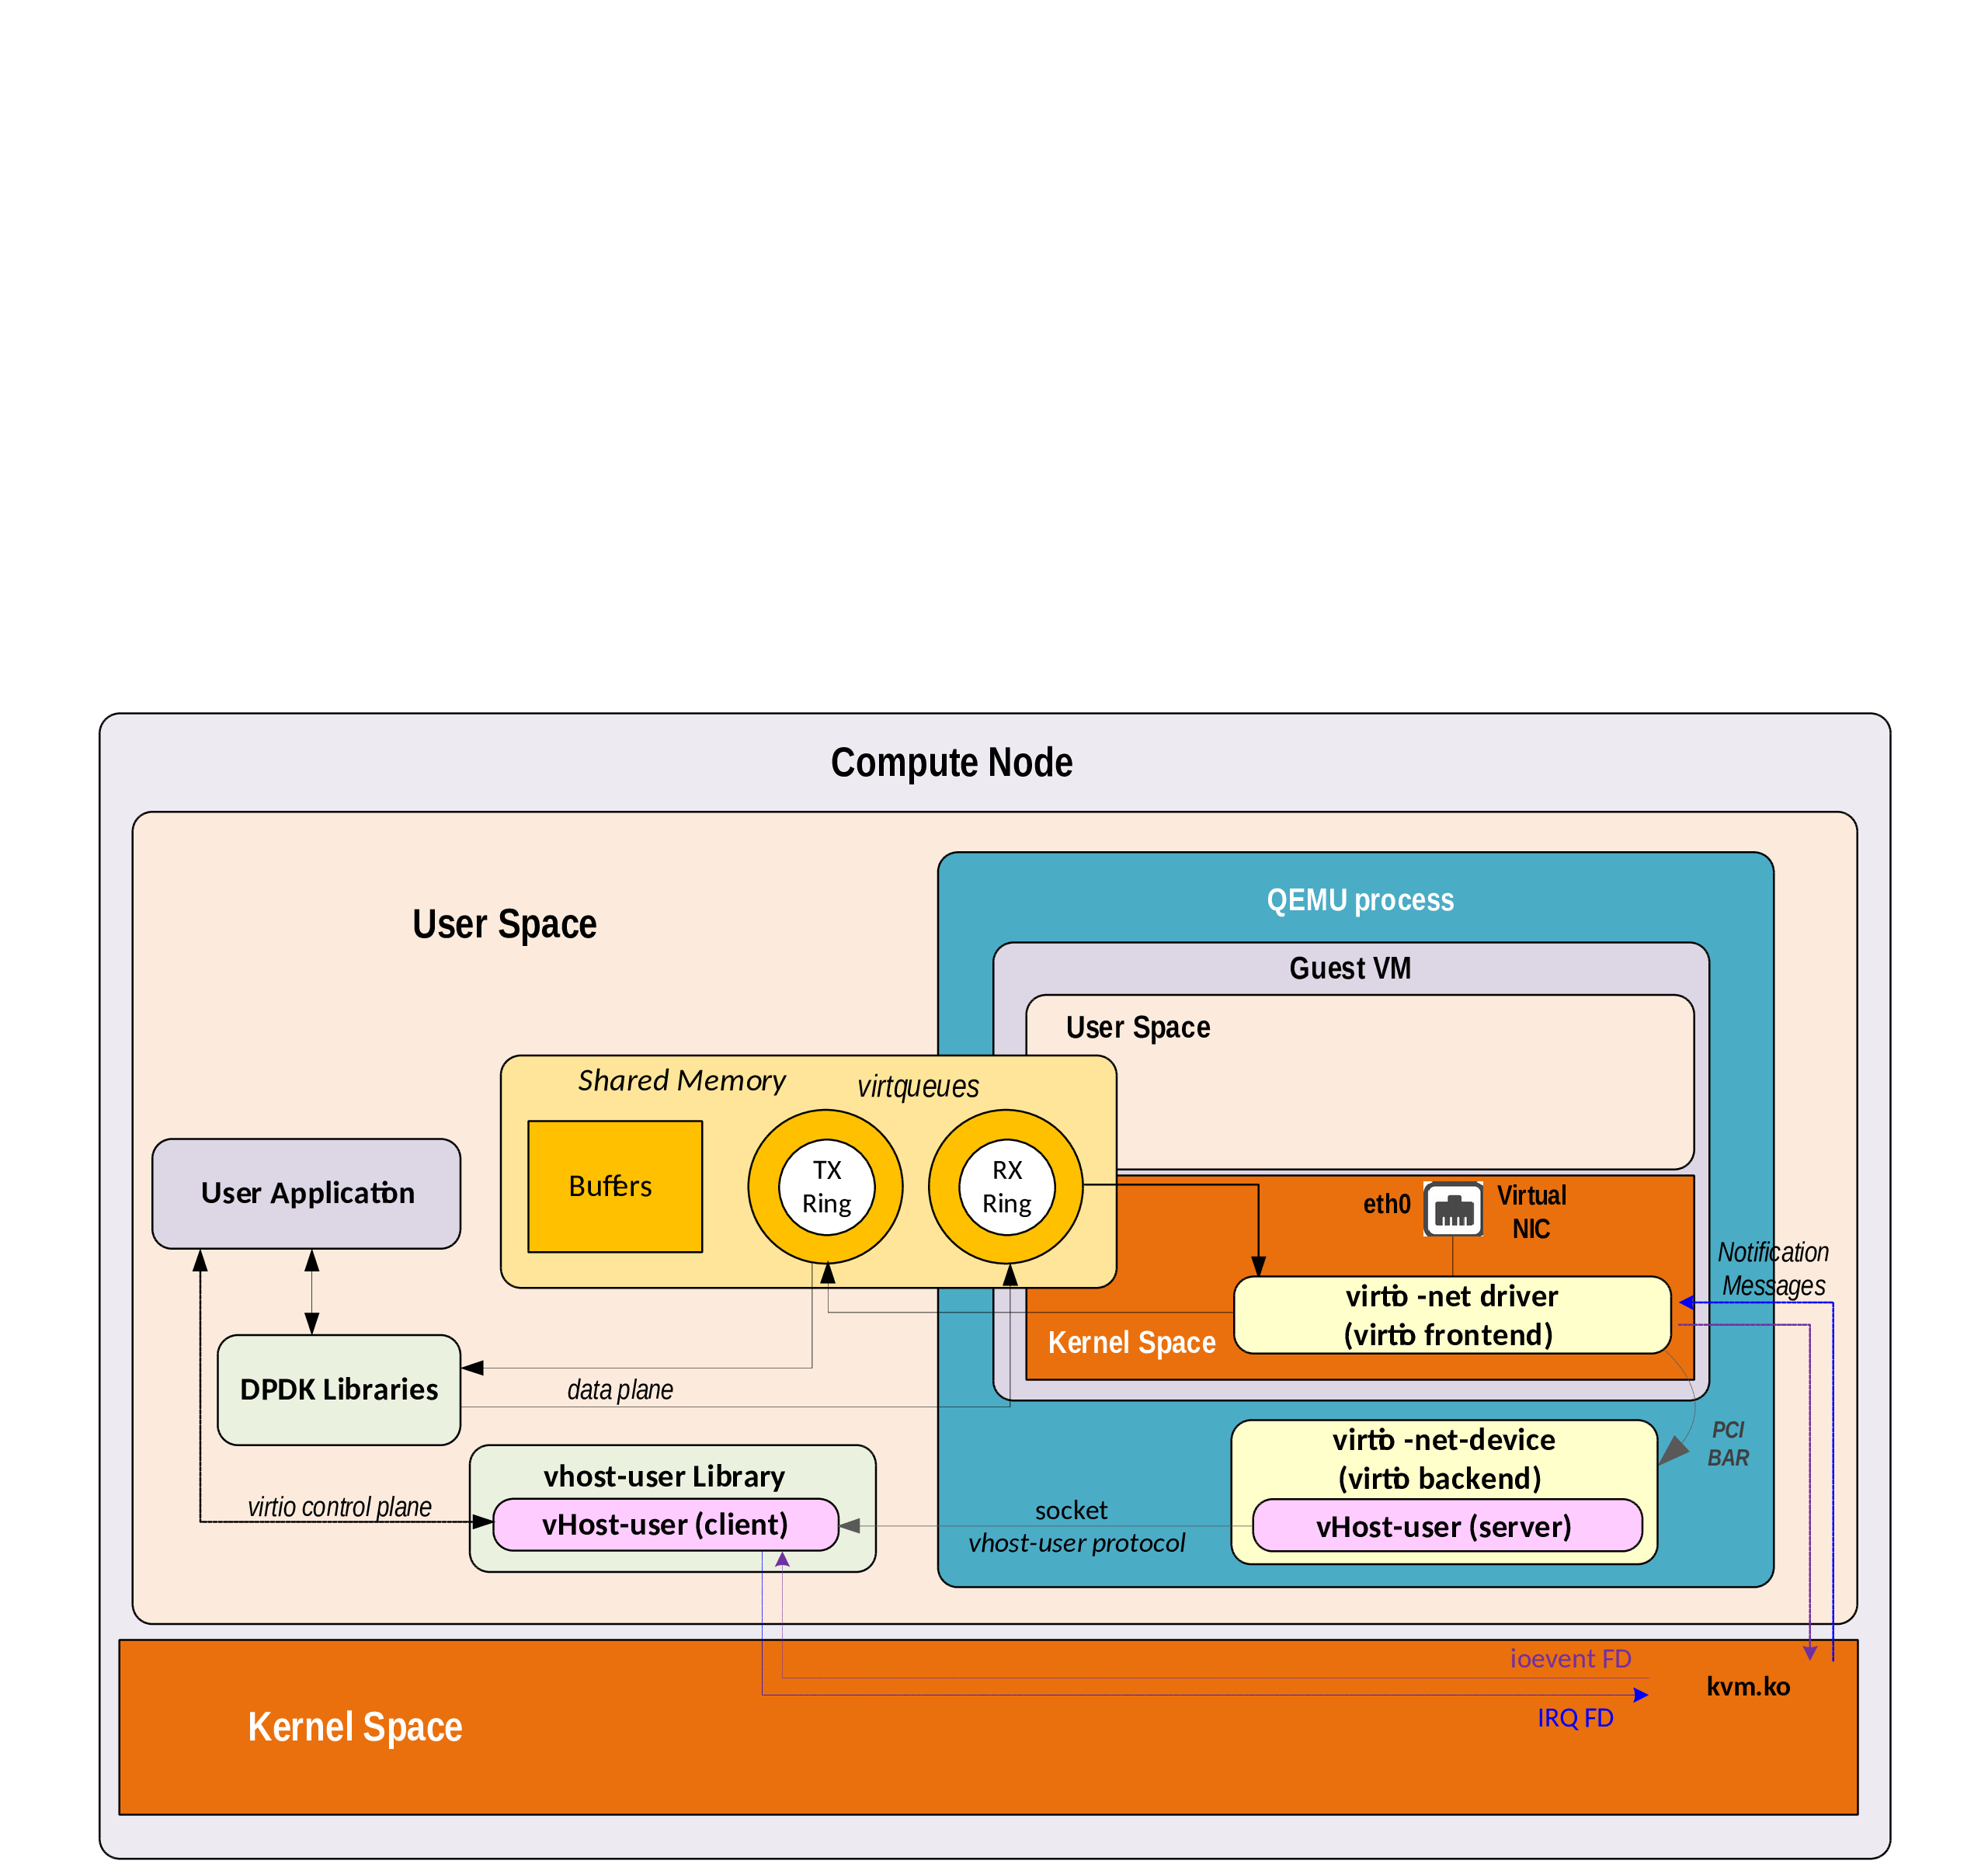 Compute Node
QEMU process
User Space
Guest VM
User Space
Shared Memory
virtqueues
Buffers
TX
Ring
RX
Ring
User Application
eth0
Virtual
NIC
Notification
Messages
virtio -net driver
(virtio frontend)
Kernel Space
DPDK Libraries
data plane
PCI
BAR
virtio -net-device
(virtio backend)
vhost-user Library
virtio control plane
vHost-user (client)
socket
vhost-user protocol
vHost-user (server)
ioevent FD
kvm.ko
IRQ FD
Kernel Space